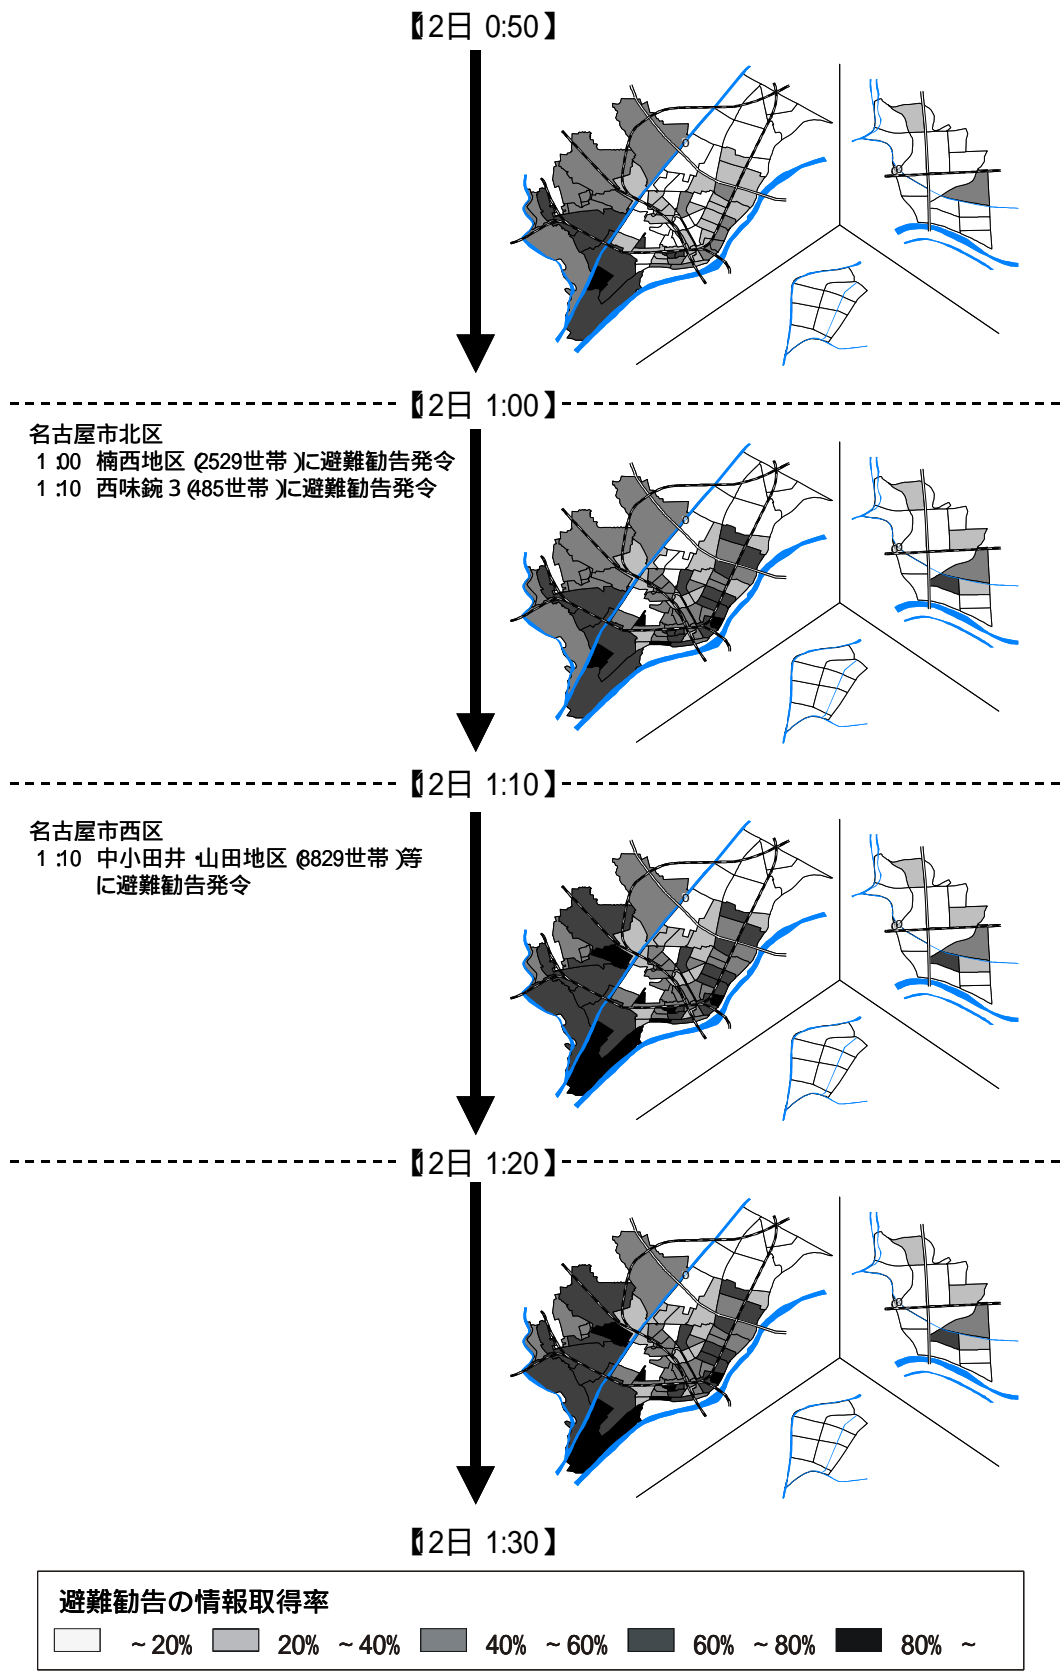 【12日 0:50】
【12日 1:00】
名古屋市北区
1:00 楠西地区(2529世帯)に避難勧告発令
1:10 西味鋺3(485世帯)に避難勧告発令
【12日 1:10】
名古屋市西区
1:10 中小田井・山田地区(8829世帯)等
に避難勧告発令
【12日 1:20】
【12日 1:30】
避難勧告の情報取得率
~20% 20% ~40% 40% ~60% 60% ~80% 80% ~